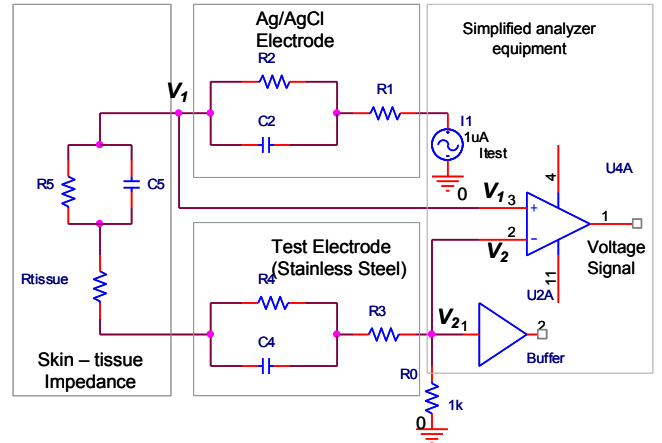 Ag/AgCl
Electrode
Simplified analyzer
equipment
R2
R1
V1
C2
I1
1uA
Itest
0
R5
C5
V1 3
+
4
U4A
1
2
-
V2
Voltage
Signal
11
U2A
Test Electrode
(Stainless Steel)
R4
Rtissue
C4
R3
V2 1
2
Buffer
Skin – tissue
Impedance
R0
1k
0